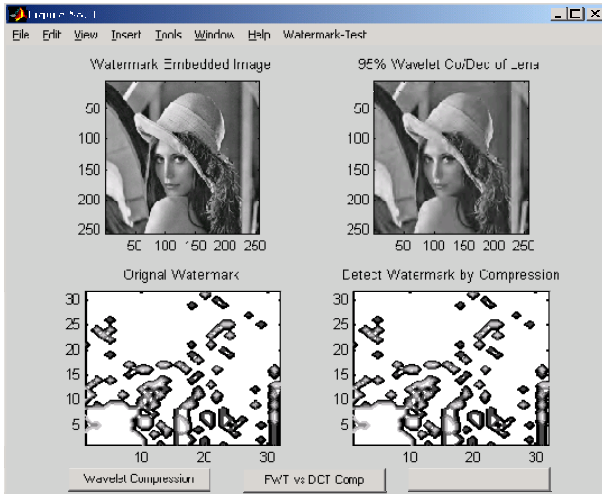 Figure No. 1
File Edit View Insert Tools Window Help Watermark-Test
Watermark Embedded Image
95% Wavelet Co/Dec of Lena
50
100
150
200
250
50 100 150 200 250
50
100
150
200
250
50 100 150 200 250
Orignal Watermark
Detect Watermark by Compression
30
25
20
15
10
5
10 20 30
30
25
20
15
10
5
10 20 30
Wavelet Compression
FWT vs DCT Comp